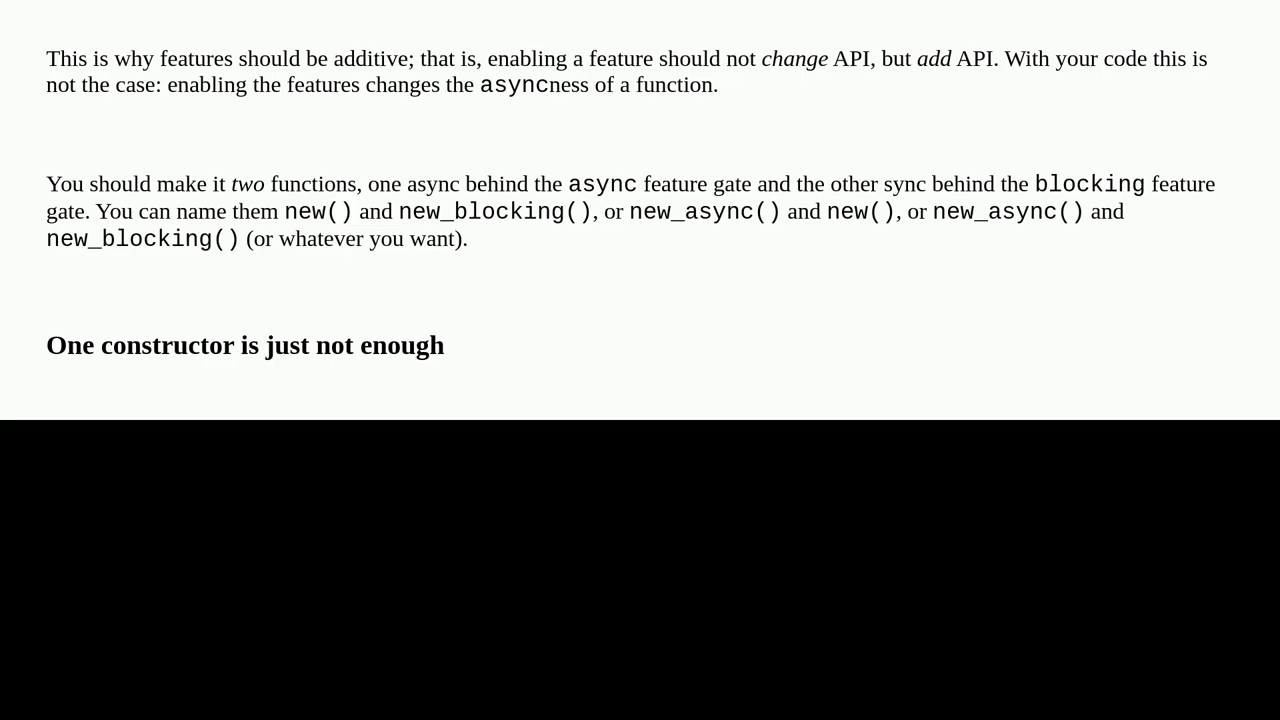 This is why features should be additive; that is, enabling a feature should not change API, but add API. With your code this is
not the case: enabling the features changes the asyncness of a function.
You should make it two functions, one async behind the async feature gate and the other sync behind the blocking feature
gate. You can name them new() and new_blocking(), or new_async() and new(), or new_async() and
new_blocking() (or whatever you want).
One constructor is just not enough